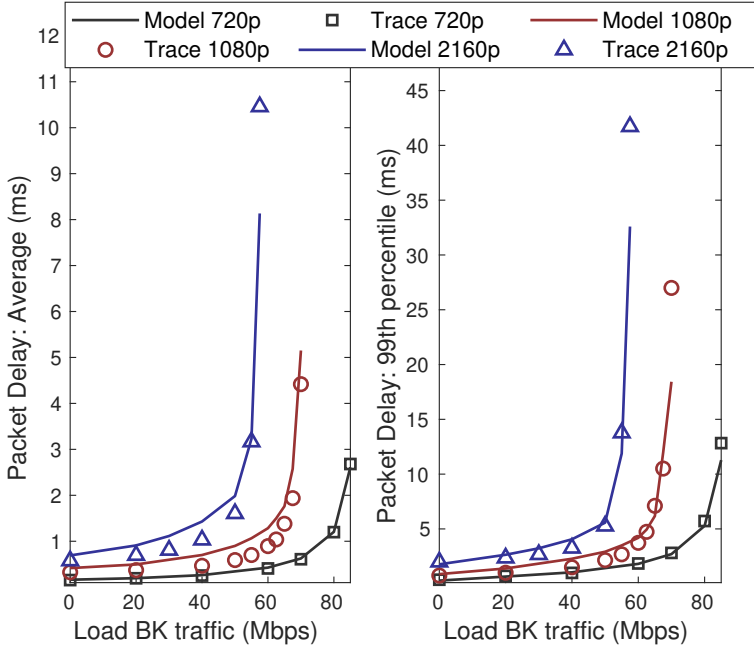 Model 720p Trace 720p Model 1080p
Trace 1080p Model 2160p Trace 2160p
Packet Delay: Average (ms)
12
11
10
9
8
7
6
5
4
3
2
1
0 20 40 60 80
Load BK traffic (Mbps)
Packet Delay: 99th percentile (ms)
45
40
35
30
25
20
15
10
5
0 20 40 60 80
Load BK traffic (Mbps)